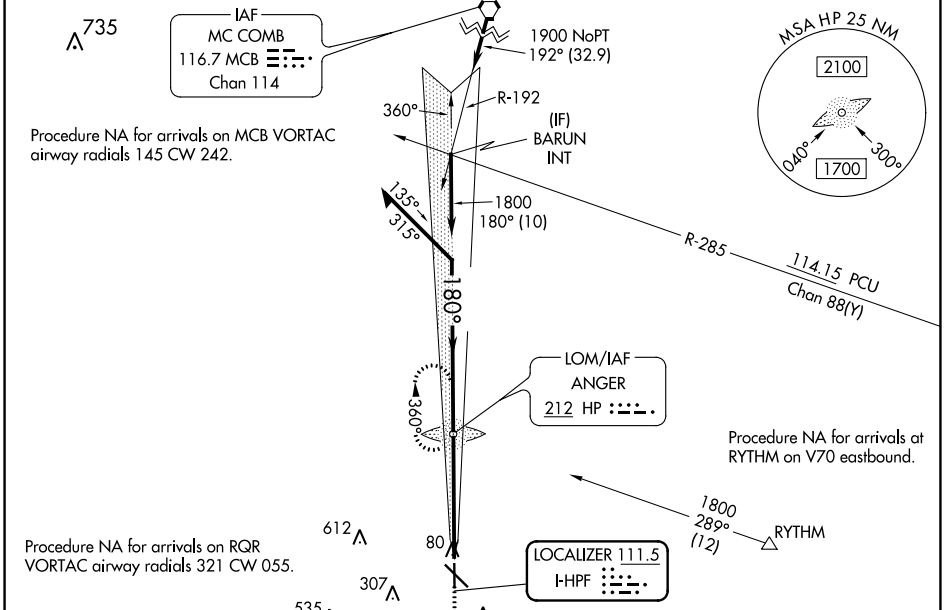 735
IAF
MC COMB
116.7 MCB
Chan 114
1900 NoPT
192° (32.9)
MSA HP 25 NM
2100
1700
040°
300°
Procedure NA for arrivals on MCB VORTAC
airway radials 145 CW 242.
360°
R-192
(IF)
BARUN
INT
135°
315°
1800
180° (10)
R-285
114.15 PCU
Chan 88(Y)
180°
LOM/IAF
ANGER
212 HP
360°
Procedure NA for arrivals at
RYTHM on V70 eastbound.
1800
289°
(12)
RYTHM
612
80
Procedure NA for arrivals on RQR
VORTAC airway radials 321 CW 055.
LOCALIZER 111.5
I-HPF
307
535